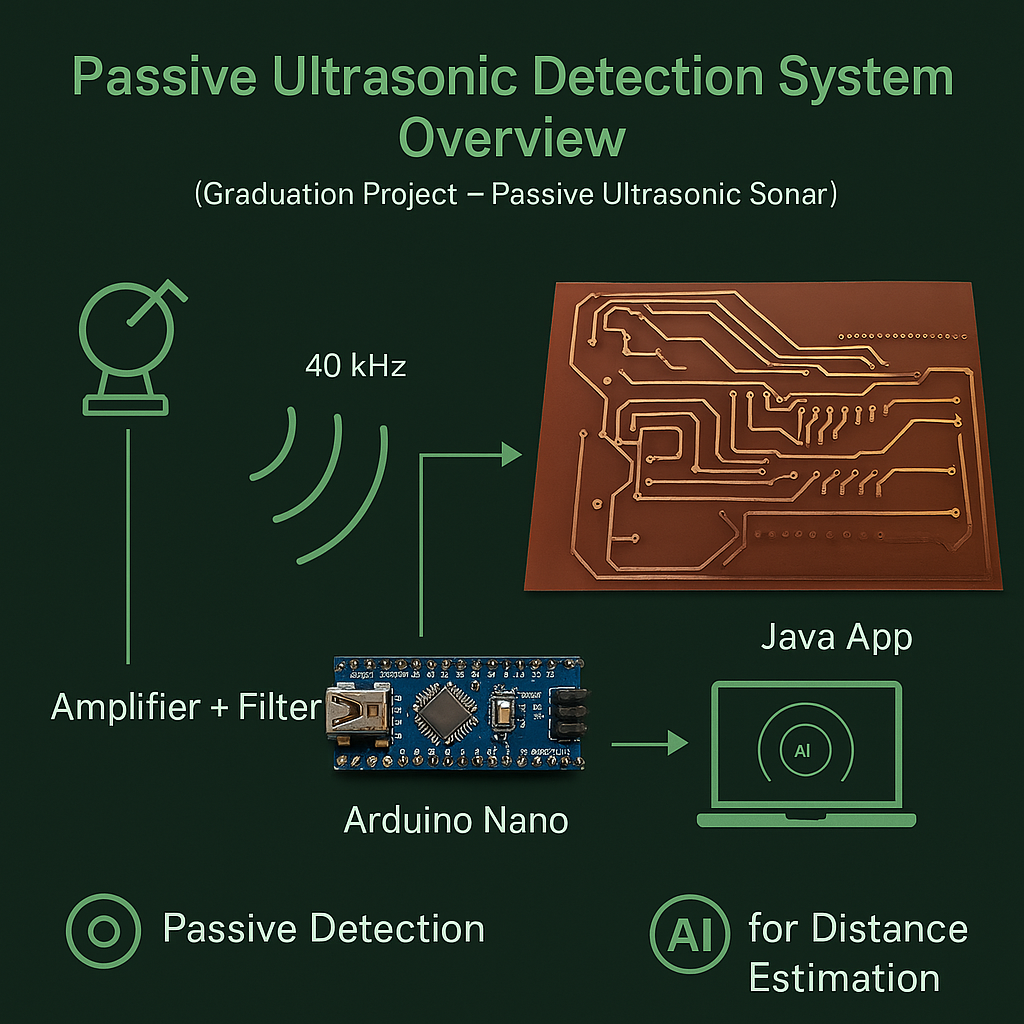 Passive Ultrasonic Detection System
Overview
(Graduation Project – Passive Ultrasonic Sonar)
40 kHz
Java App
Amplifier + Filter
AI
Arduino Nano
Passive Detection
AI for Distance
Estimation